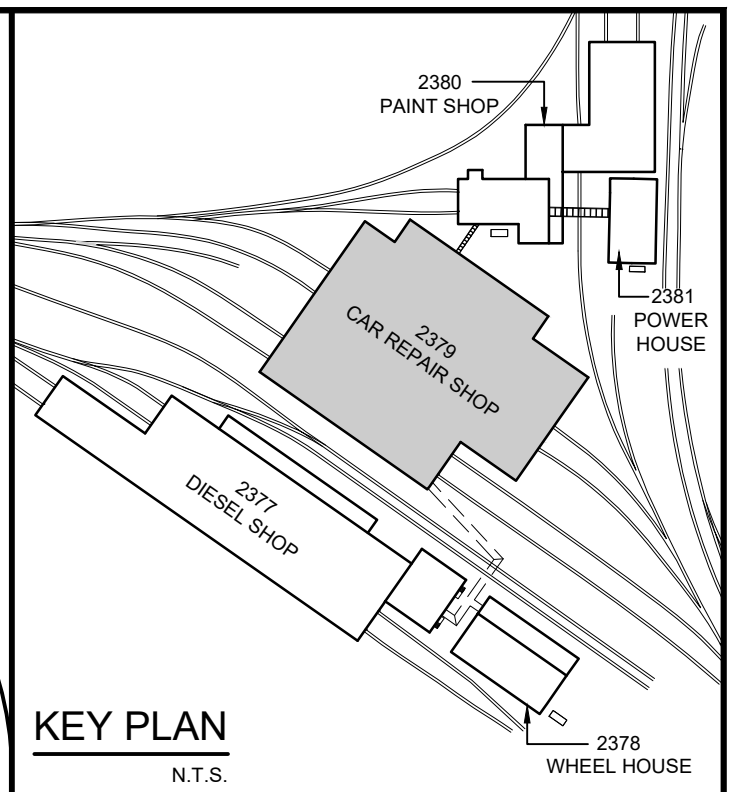 2380
PAINT SHOP
2381
POWER
HOUSE
2379
CAR REPAIR SHOP
2377
DIESEL SHOP
2378
WHEEL HOUSE
KEY PLAN
N.T.S.